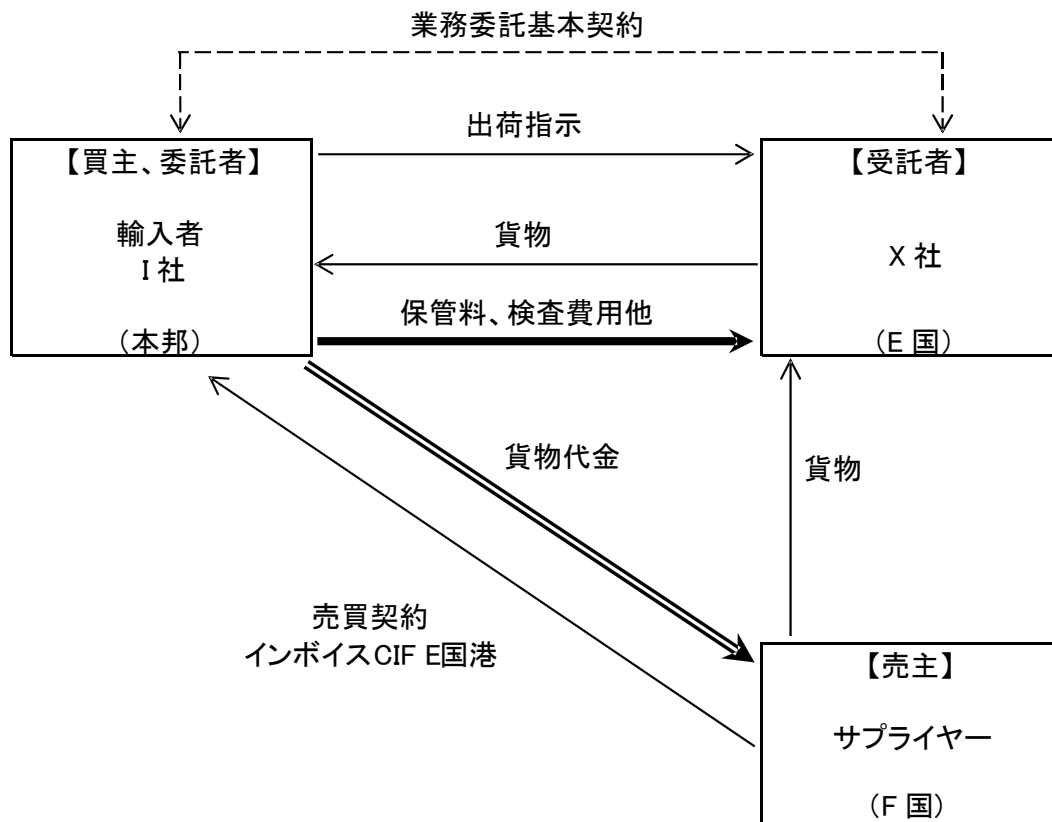 業務委託基本契約
出荷指示
【買主、委託者】
輸入者
I 社
（本邦）
【受託者】
X 社
（E 国）
貨物
保管料、検査費用他
貨物代金
貨物
売買契約
インボイスCIF E国港
【売主】
サプライヤー
（F 国）